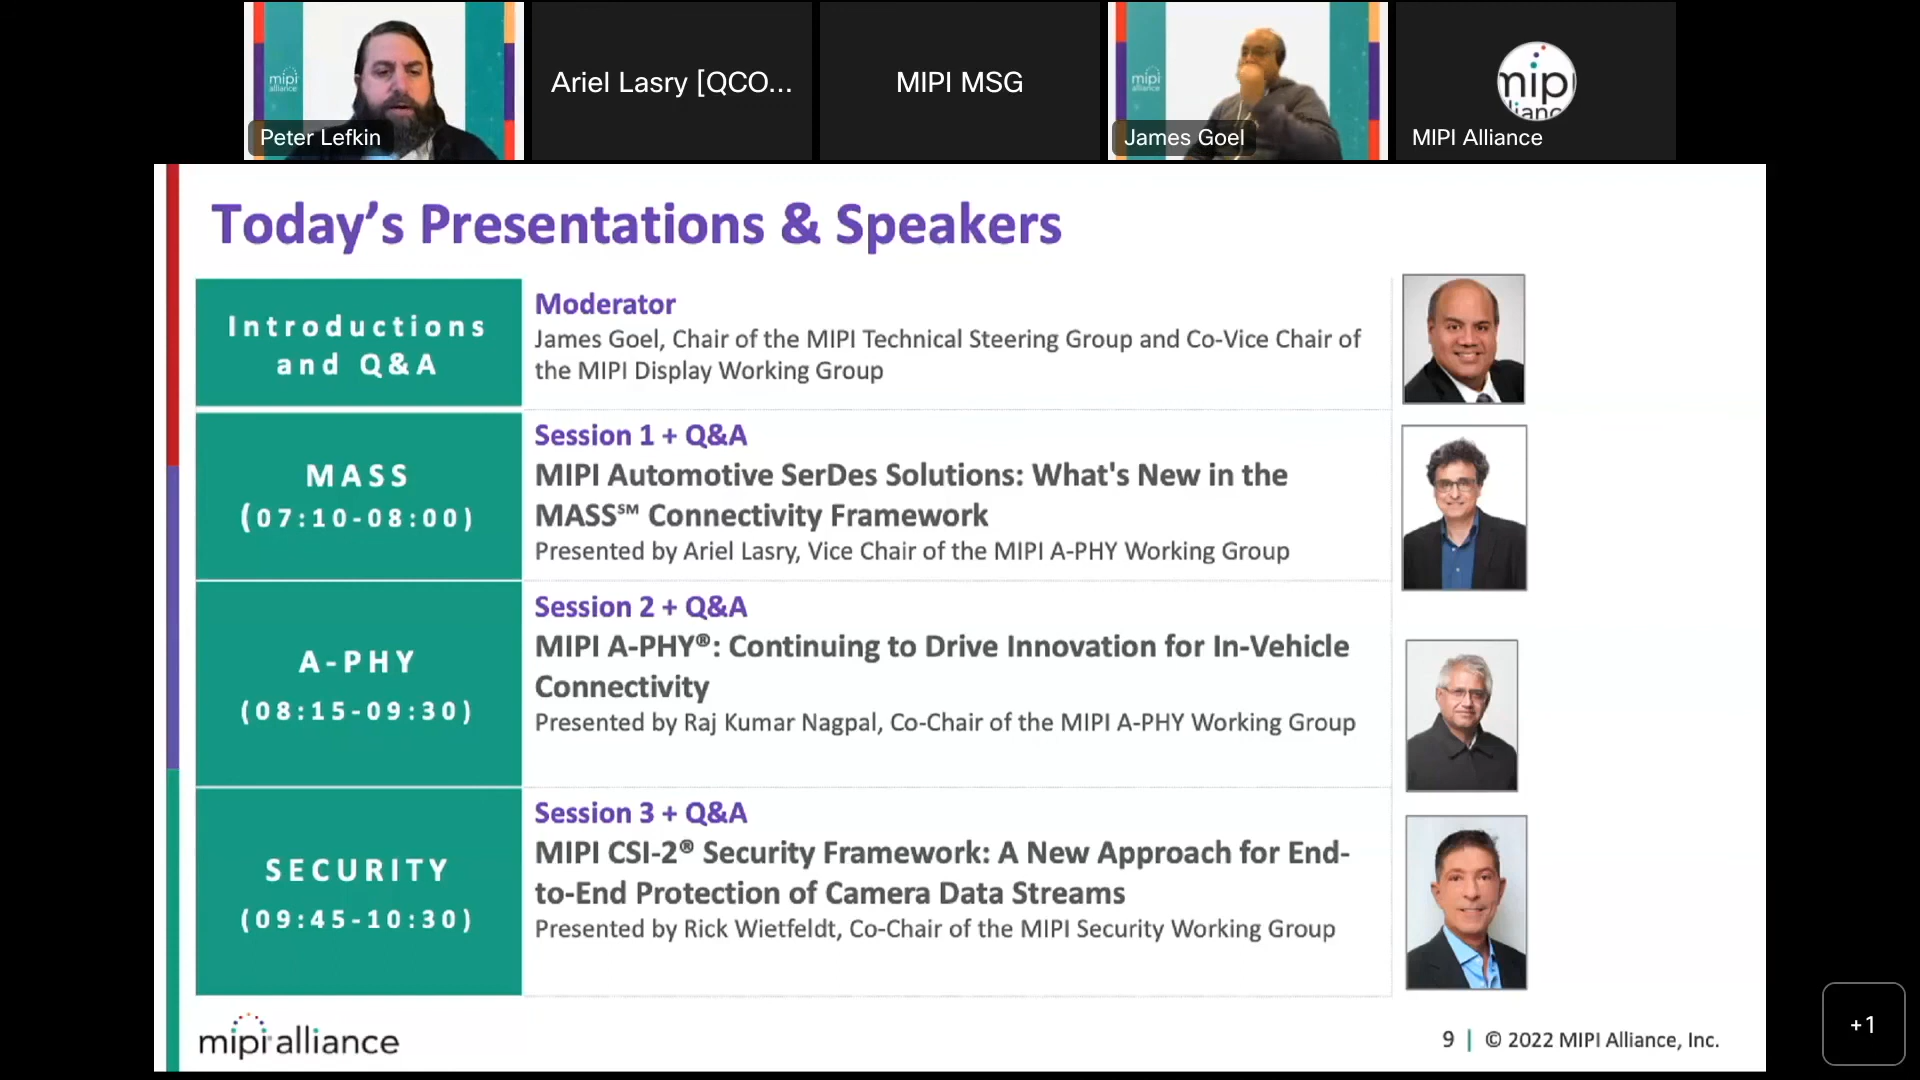 mipi
alliance
Peter Lefkin
Ariel Lasry [QCO...
MIPI MSG
mipi
alliance
James Goel
mipi
MIPI Alliance
Today's Presentations & Speakers
Introductions
and Q&A
Moderator
James Goel, Chair of the MIPI Technical Steering Group and Co-Vice Chair of
the MIPI Display Working Group
MASS
(07:10-08:00)
Session 1 + Q&A
MIPI Automotive SerDes Solutions: What's New in the
MASS℠ Connectivity Framework
Presented by Ariel Lasry, Vice Chair of the MIPI A-PHY Working Group
A-PHY
(08:15-09:30)
Session 2 + Q&A
MIPI A-PHY®: Continuing to Drive Innovation for In-Vehicle
Connectivity
Presented by Raj Kumar Nagpal, Co-Chair of the MIPI A-PHY Working Group
SECURITY
(09:45-10:30)
Session 3 + Q&A
MIPI CSI-2® Security Framework: A New Approach for End-
to-End Protection of Camera Data Streams
Presented by Rick Wietfeldt, Co-Chair of the MIPI Security Working Group
mipi alliance
9 | © 2022 MIPI Alliance, Inc.
+1